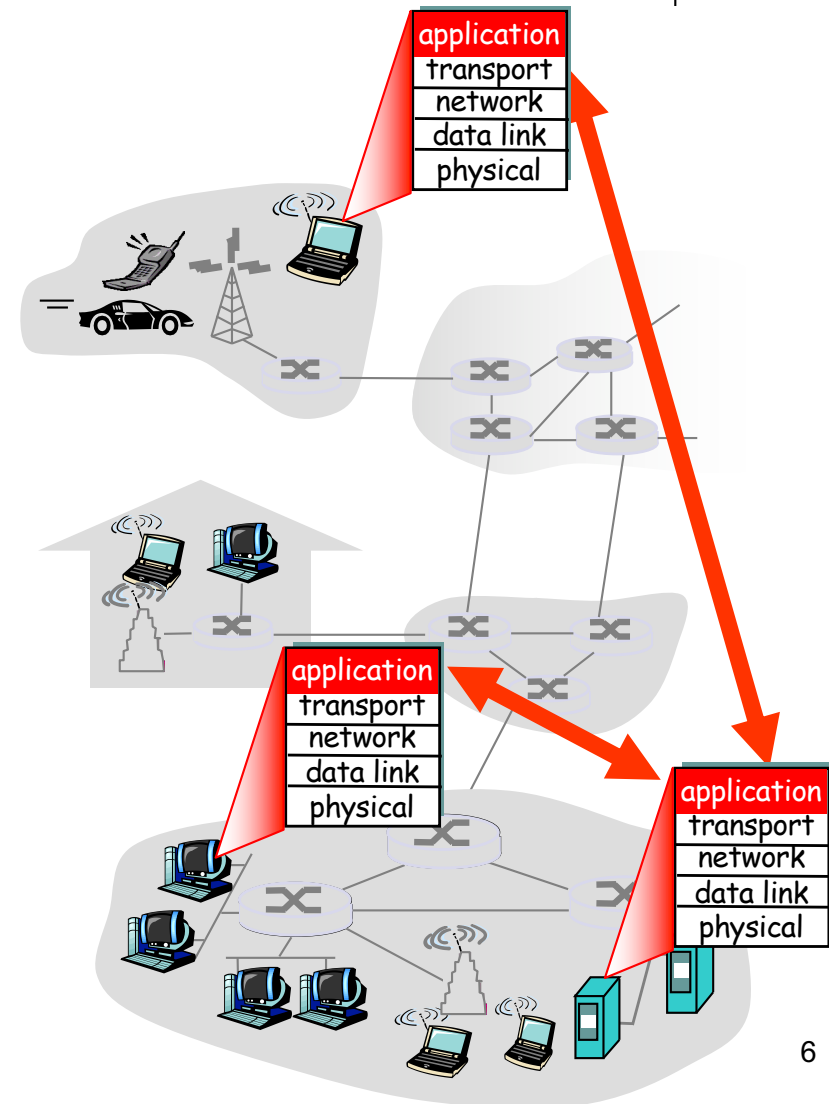 application
transport
network
data link
physical
application
transport
network
data link
physical
application
transport
network
data link
physical
6